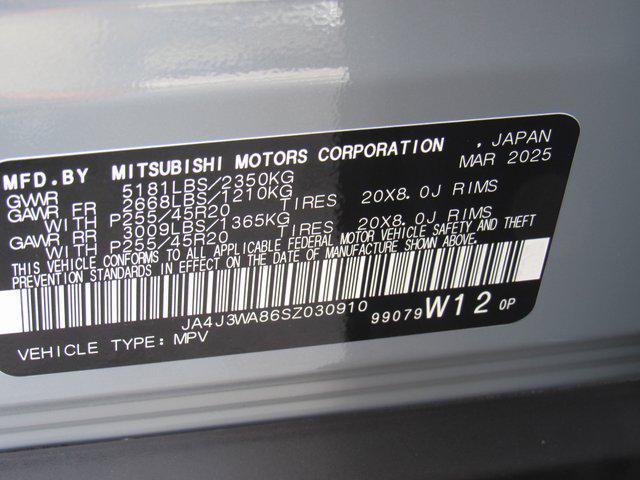 MFD.BY MITSUBISHI MOTORS CORPORATION , JAPAN
GVWR 5181LBS/2350KG MAR 2025
GAWR FR 2668LBS/1210KG
WITH P255/45R20 TIRES 20X8.0J RIMS
GAWR RR 3009LBS/1365KG
WITH P255/45R20 TIRES 20X8.0J RIMS
THIS VEHICLE CONFORMS TO ALL APPLICABLE FEDERAL MOTOR VEHICLE SAFETY AND THEFT
PREVENTION STANDARDS IN EFFECT ON THE DATE OF MANUFACTURE SHOWN ABOVE.
JA4J3WA86SZ030910
VEHICLE TYPE: MPV 99079 W12 0P